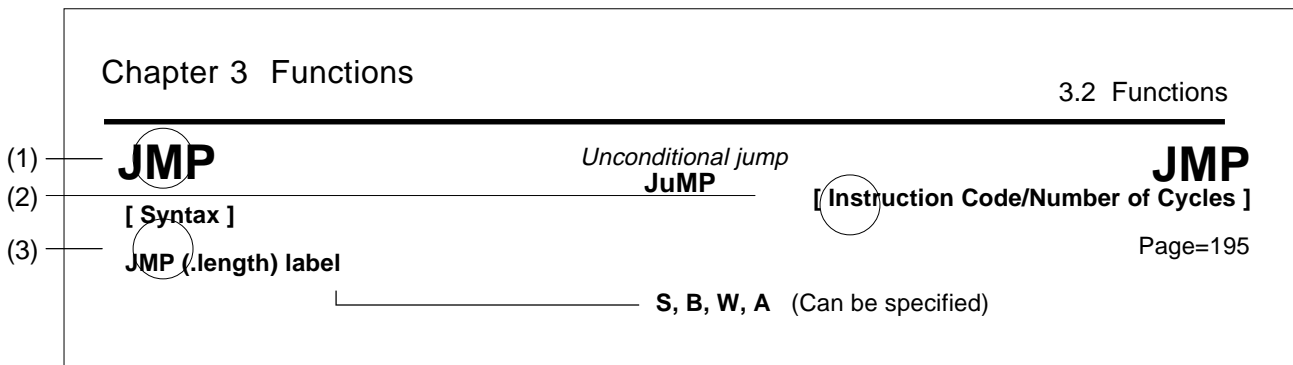 Chapter 3 Functions
3.2 Functions
(1) JMP Unconditional jump JMP
JuMP
(2) [ Instruction Code/Number of Cycles ]
[ Syntax ]
Page=195
(3) JMP (.length) label
S, B, W, A (Can be specified)